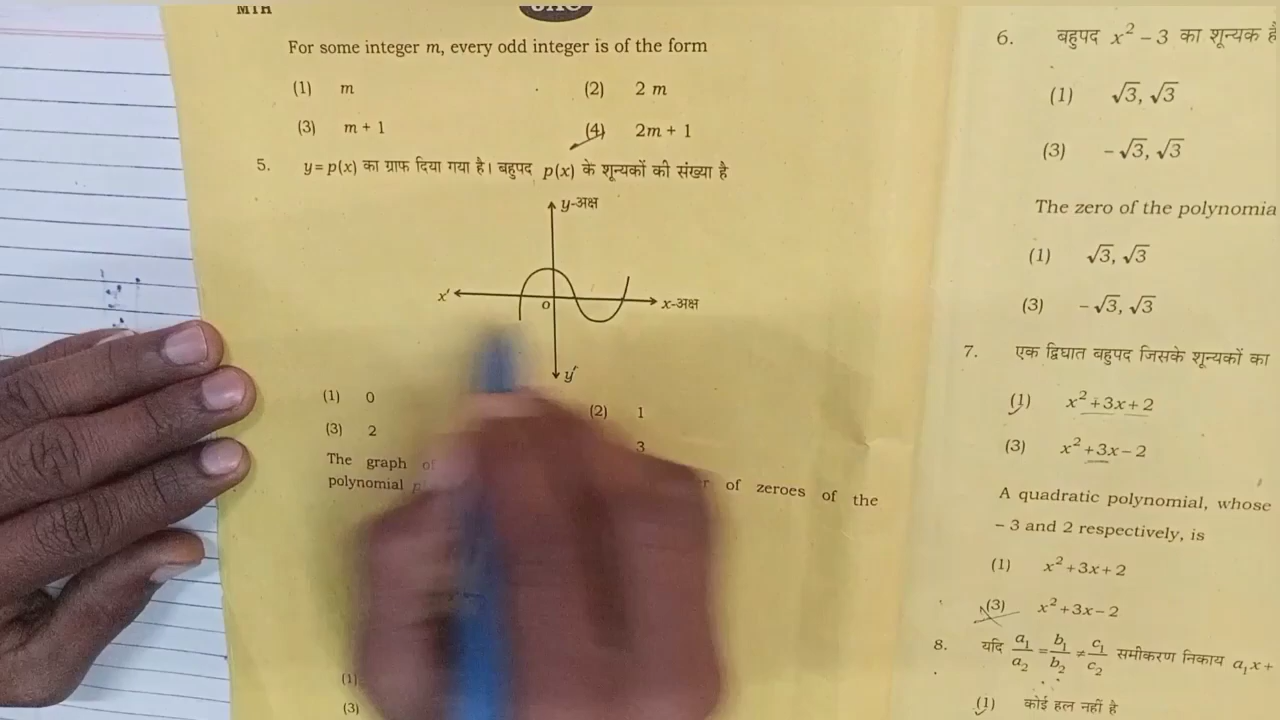 MTH
For some integer m, every odd integer is of the form
(1) m (2) 2 m
(3) m + 1 (4) 2m + 1
5. y = p(x) का ग्राफ दिया गया है। बहुपद p(x) के शून्यकों की संख्या है
y-अक्ष
x' o x-अक्ष
y'
(1) 0 (2) 1
(3) 2 3
The graph of
polynomial p of zeroes of the
(1)
(3)
6. बहुपद x² – 3 का शून्यक है
(1) √3, √3
(3) – √3, √3
The zero of the
(1) √3, √3
(3) – √3, √3
7. एक द्विघात बहुपद जिसके शून्यकों का
(1) x² + 3x + 2
(3) x² + 3x – 2
A quadratic polynomial, whose
– 3 and 2 respectively, is
(1) x² + 3x + 2
(3) x² + 3x – 2
8. यदि a₁/a₂ = b₁/b₂ ≠ c₁/c₂ समीकरण निकाय a₁x +
(1) कोई हल नहीं है